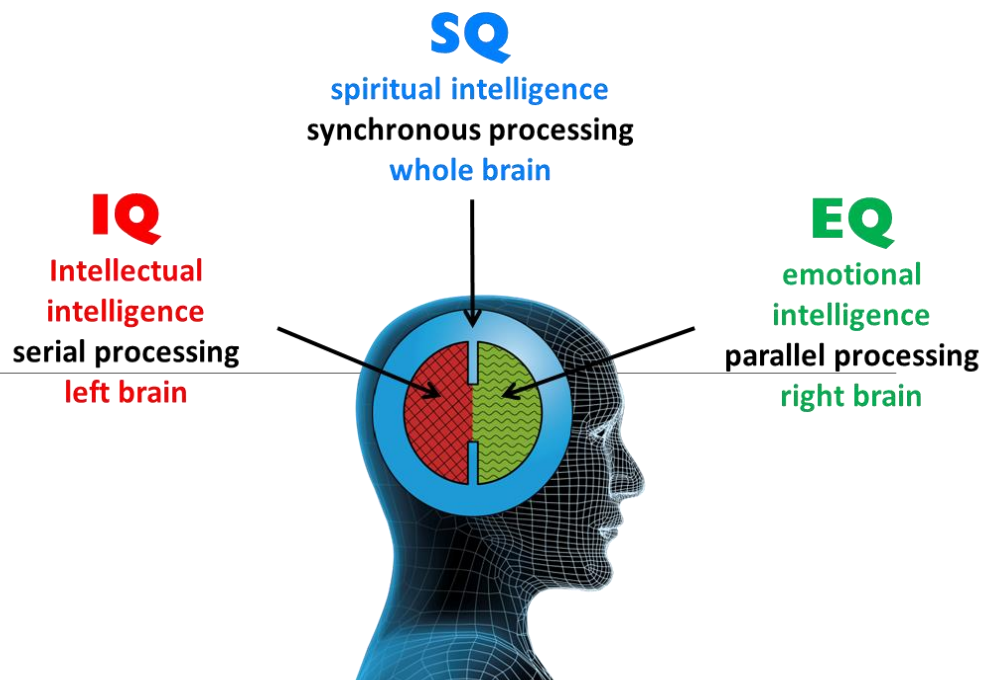 SQ
spiritual intelligence
synchronous processing
whole brain
IQ
Intellectual
intelligence
serial processing
left brain
EQ
emotional
intelligence
parallel processing
right brain